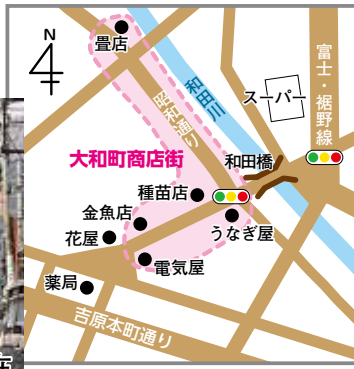 N
畳店
昭和通り
和田川
スーパー
富士・裾野線
大和町商店街
和田橋
種苗店
金魚店
うなぎ屋
花屋
電気屋
薬局
吉原本町通り
店